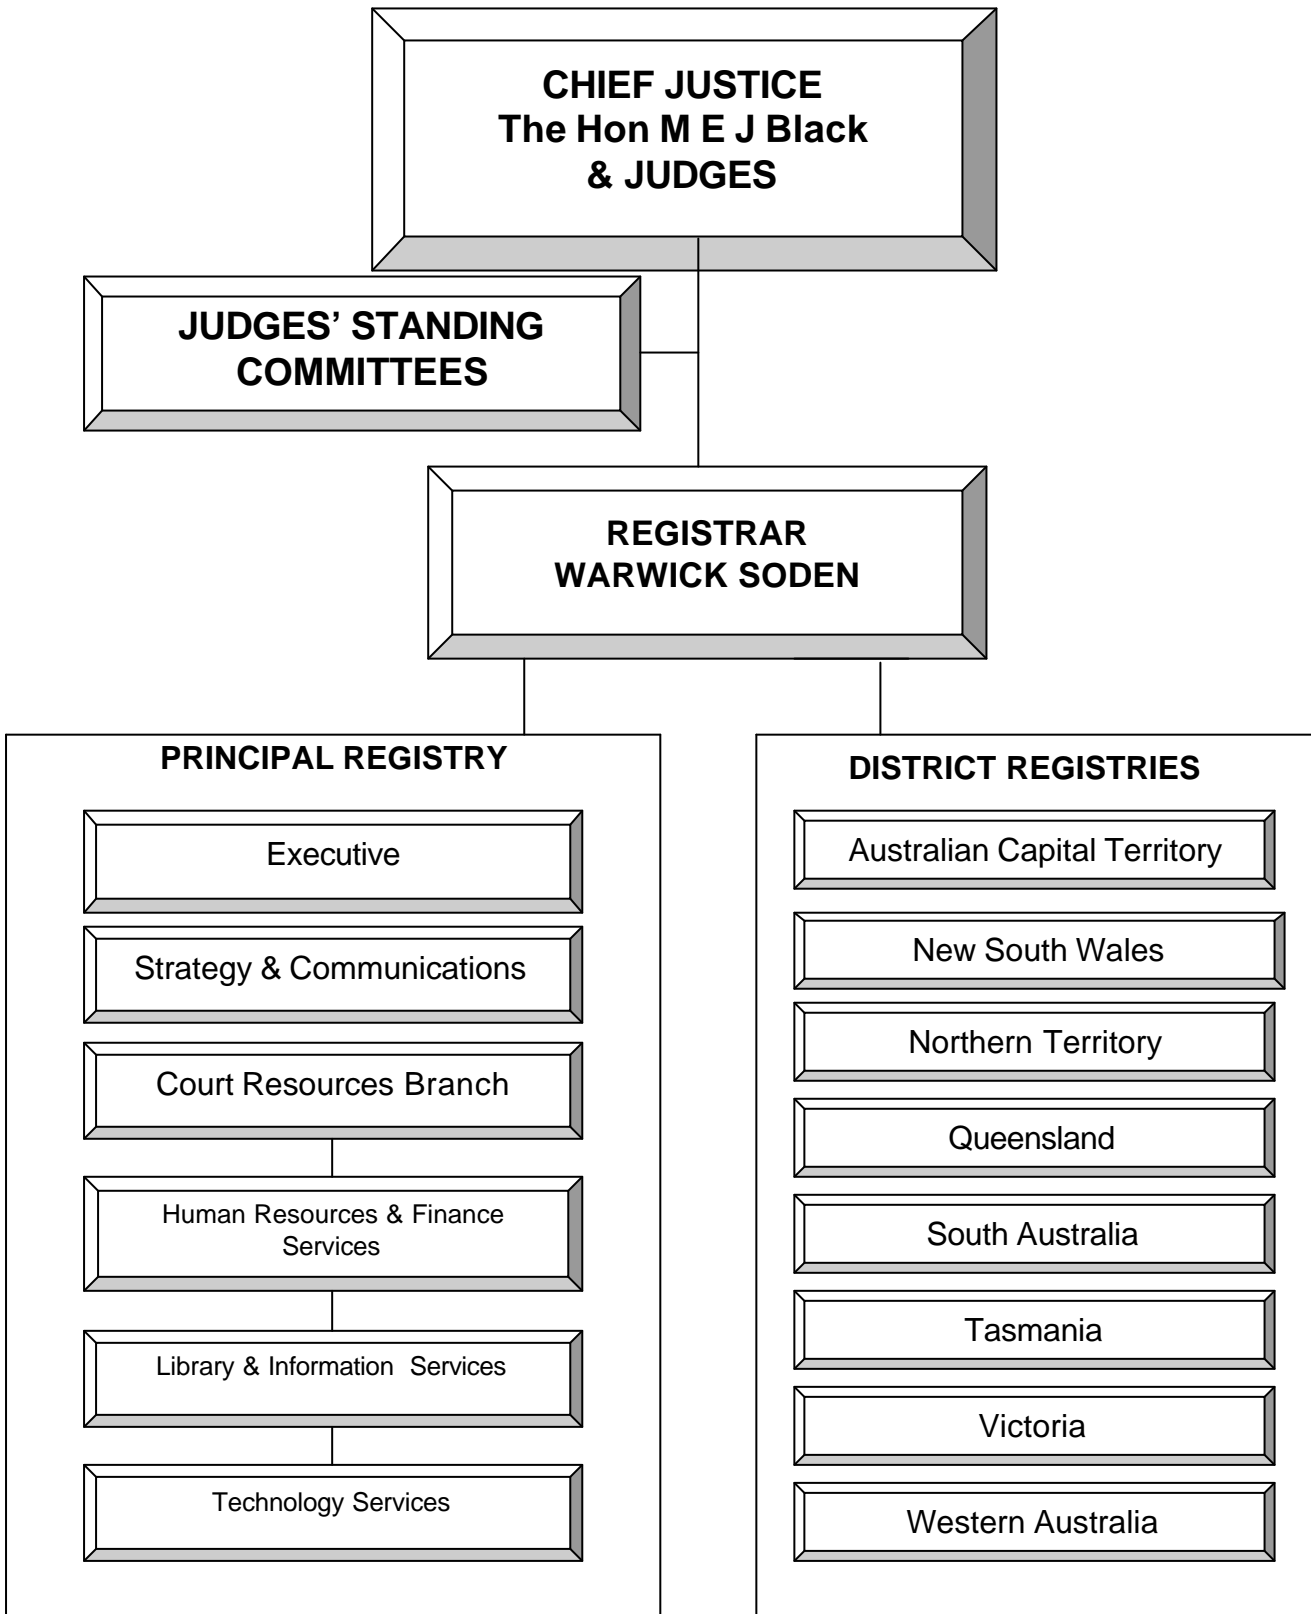 CHIEF JUSTICE
The Hon M E J Black
& JUDGES
JUDGES’ STANDING
COMMITTEES
REGISTRAR
WARWICK SODEN
PRINCIPAL REGISTRY
Executive
Strategy & Communications
Court Resources Branch
Human Resources & Finance
Services
Library & Information Services
Technology Services
DISTRICT REGISTRIES
Australian Capital Territory
New South Wales
Northern Territory
Queensland
South Australia
Tasmania
Victoria
Western Australia